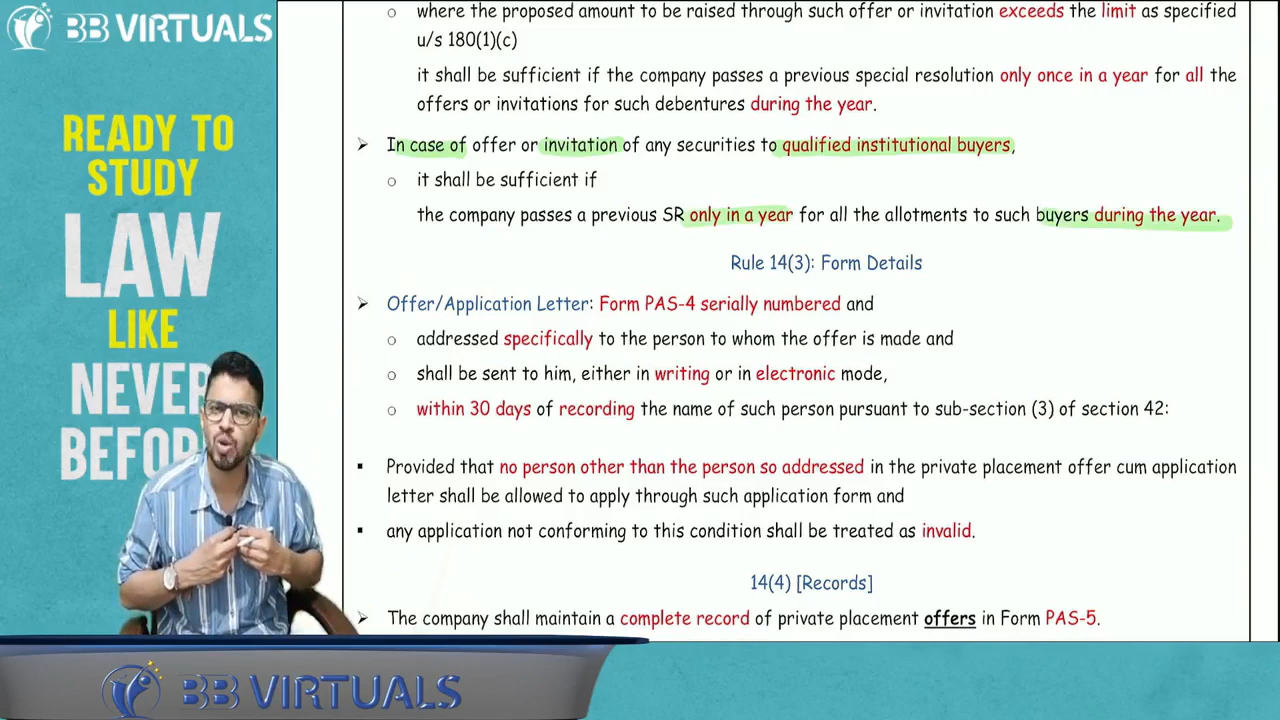 BB VIRTUALS
READY TO
STUDY
LAW
LIKE
NEVER
BEFOR
where the proposed amount to be raised through such offer or invitation exceeds the limit as specified
u/s 180(1)(c)
it shall be sufficient if the company passes a previous special resolution only once in a year for all the
offers or invitations for such debentures during the year.
➢ In case of offer or invitation of any securities to qualified institutional buyers,
o it shall be sufficient if
the company passes a previous SR only in a year for all the allotments to such buyers during the year.
Rule 14(3): Form Details
➢ Offer/Application Letter: Form PAS-4 serially numbered and
o addressed specifically to the person to whom the offer is made and
o shall be sent to him, either in writing or in electronic mode,
o within 30 days of recording the name of such person pursuant to sub-section (3) of section 42:
▪ Provided that no person other than the person so addressed in the private placement offer cum application
letter shall be allowed to apply through such application form and
▪ any application not conforming to this condition shall be treated as invalid.
14(4) [Records]
➢ The company shall maintain a complete record of private placement offers in Form PAS-5.
BB VIRTUALS